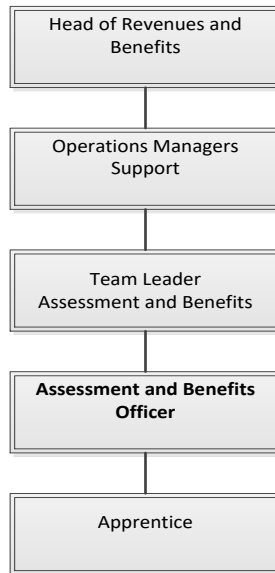 Head of Revenues and
Benefits
Operations Managers
Support
Team Leader
Assessment and Benefits
Assessment and Benefits
Officer
Apprentice